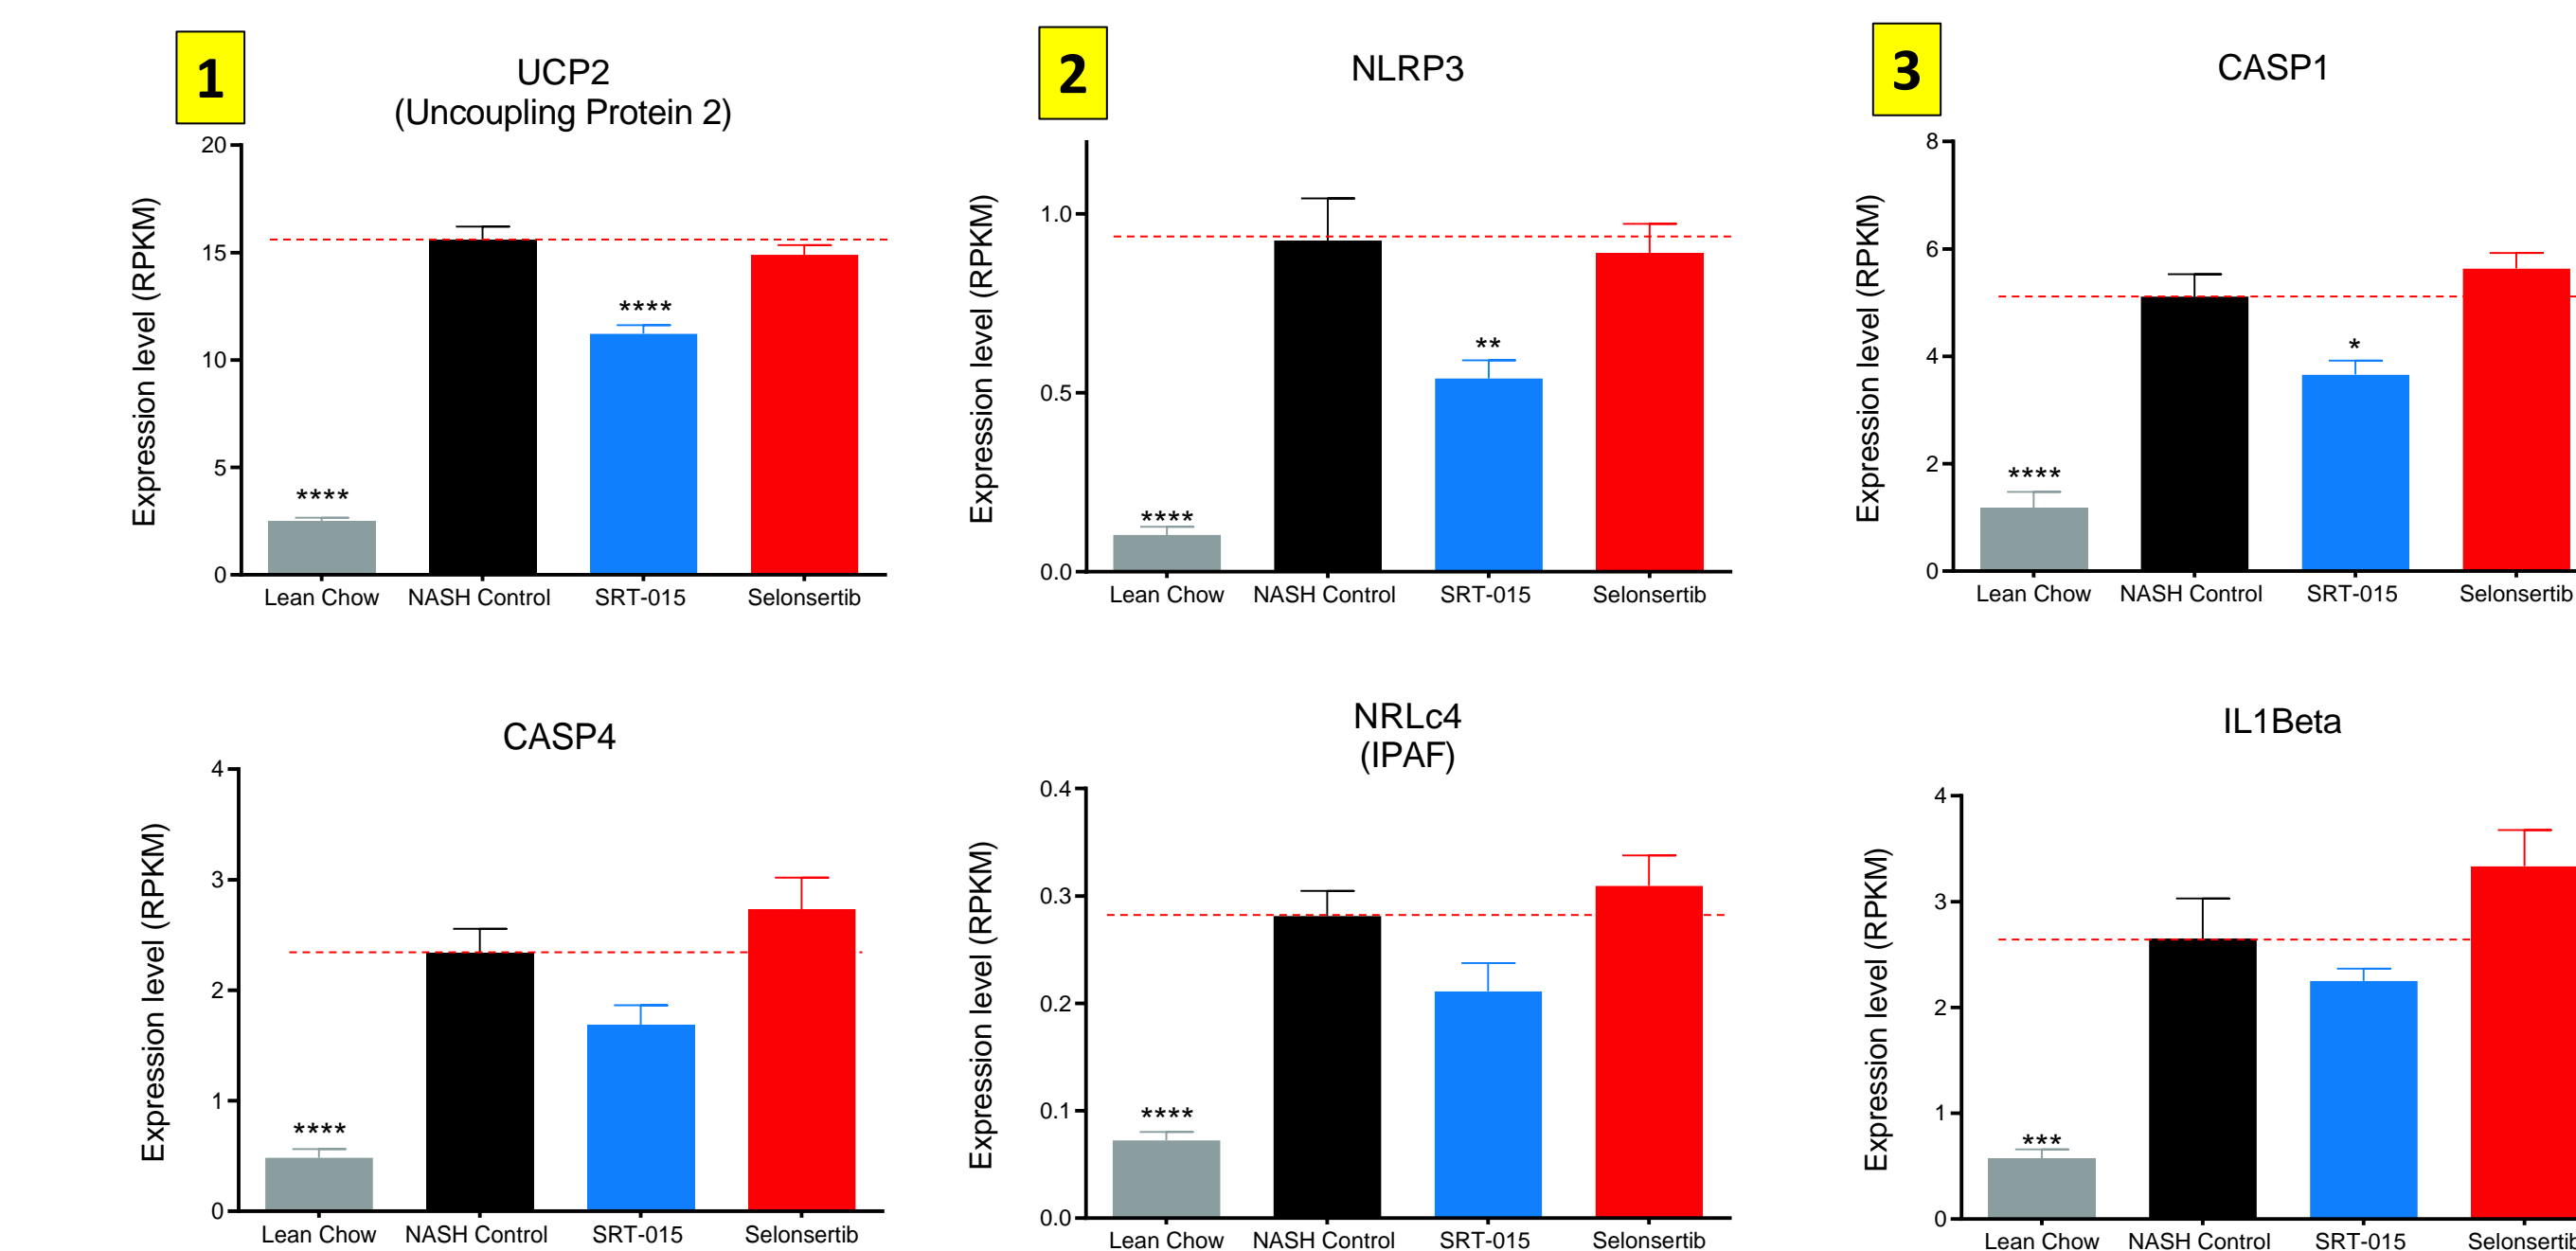 1
UCP2
(Uncoupling Protein 2)
Expression level (RPKM)
20
15
10
5
0
****
****
Lean Chow NASH Control SRT-015 Selonsertib
2
NLRP3
Expression level (RPKM)
1.0
0.5
0.0
****
**
Lean Chow NASH Control SRT-015 Selonsertib
3
CASP1
Expression level (RPKM)
8
6
4
2
0
****
*
Lean Chow NASH Control SRT-015 Selonsertib
CASP4
Expression level (RPKM)
4
3
2
1
0
****
Lean Chow NASH Control SRT-015 Selonsertib
NRLc4
(IPAF)
Expression level (RPKM)
0.4
0.3
0.2
0.1
0.0
****
Lean Chow NASH Control SRT-015 Selonsertib
IL1Beta
Expression level (RPKM)
4
3
2
1
0
***
Lean Chow NASH Control SRT-015 Selonsertib